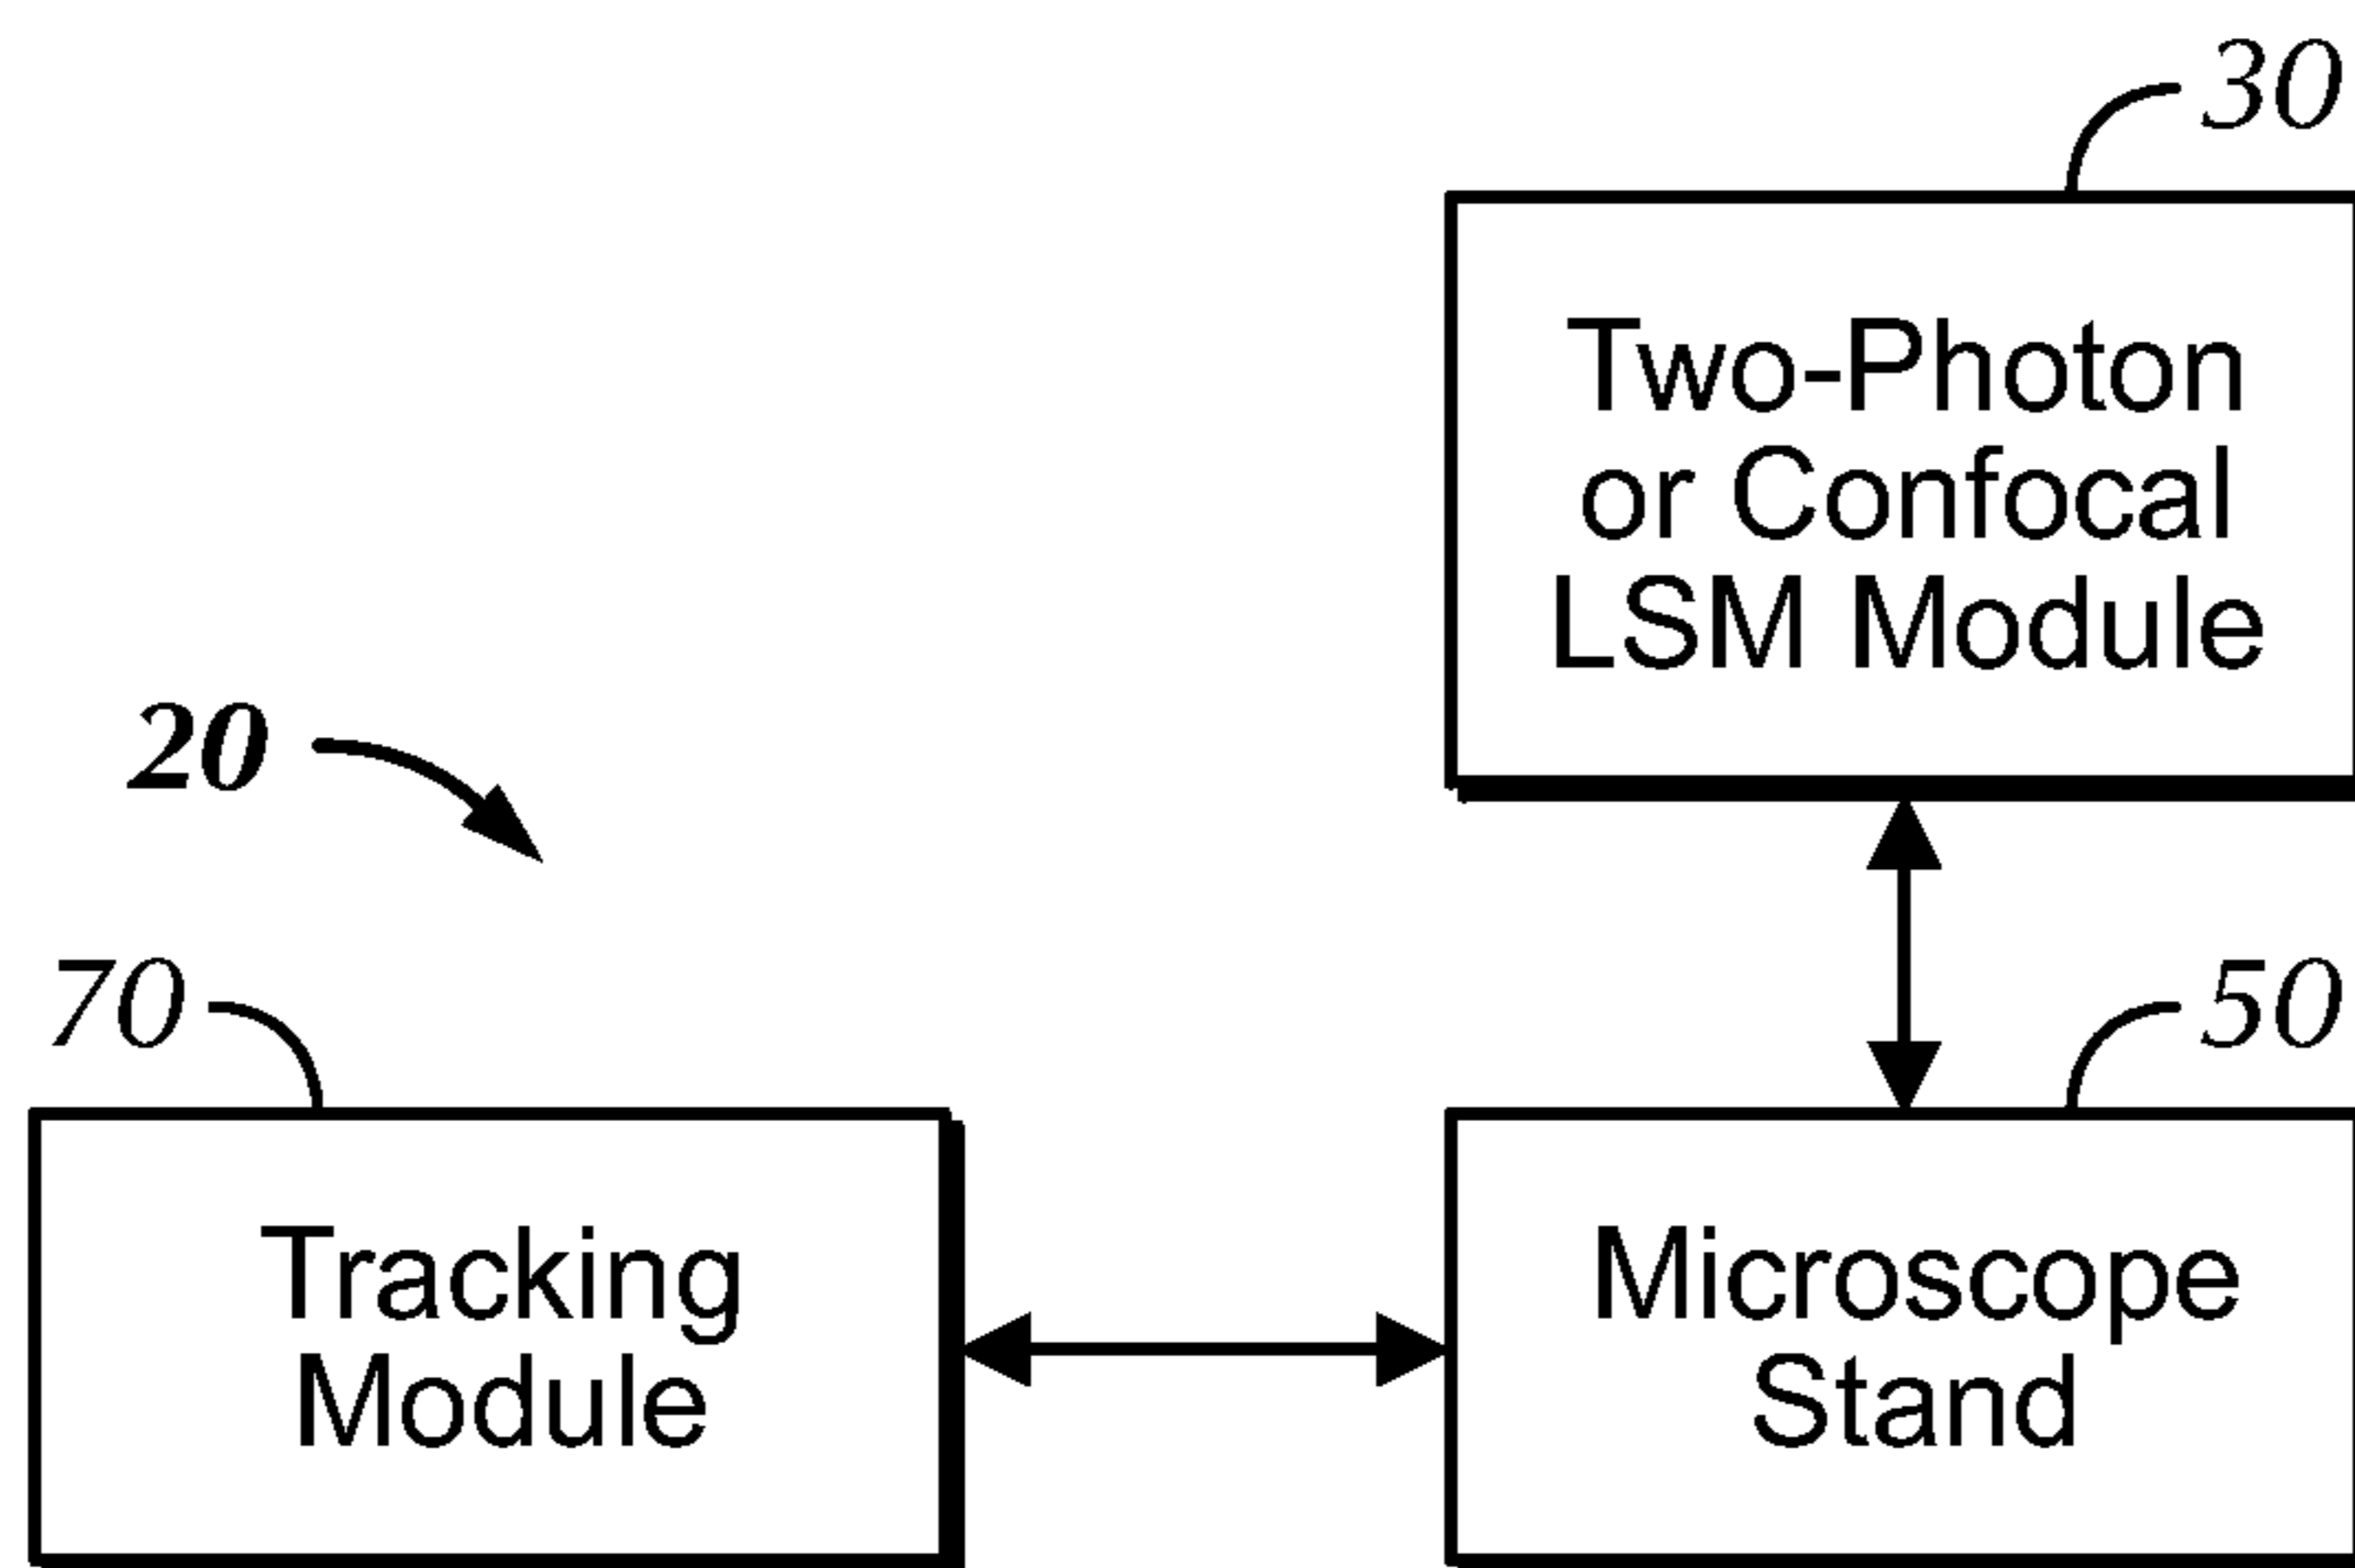 30
Two-Photon
or Confocal
LSM Module
20
70
50
Tracking
Module
Microscope
Stand